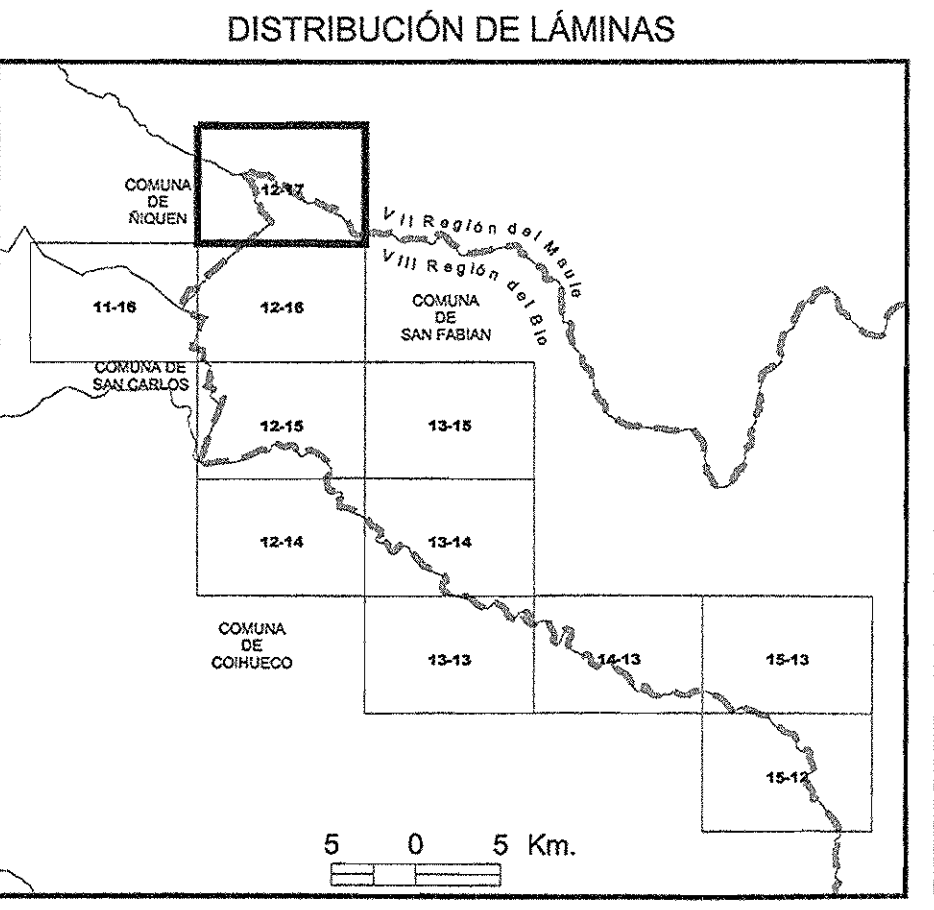 DISTRIBUCIÓN DE LÁMINAS
COMUNA
DE
ÑIQUEN
12-17
VII Región del Maule
VIII Región del Bío
11-16
12-16
COMUNA
DE
SAN FABIAN
COMUNA DE
SAN CARLOS
12-15
13-15
12-14
13-14
COMUNA
DE
COIHUECO
13-13
14-13
15-13
15-12
5 0 5 Km.